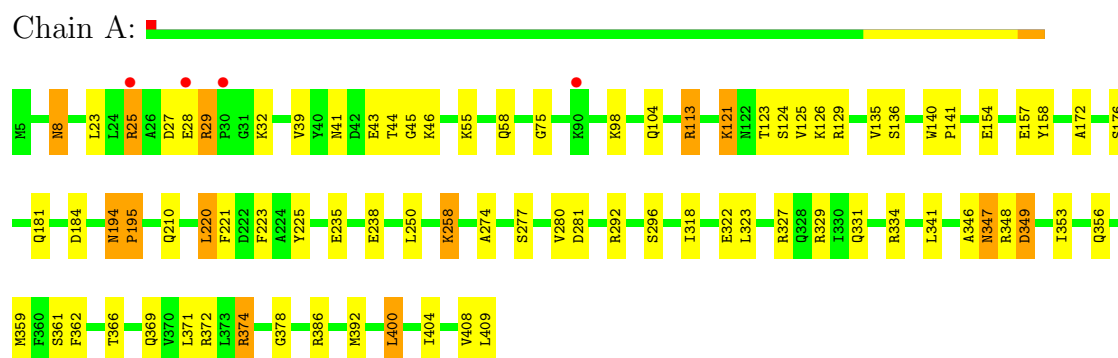 Chain A:
M5 N8 L23 L24 R25 A26 D27 E28 R29 P30 G31 K32 V39 Y40 N41 D42 E43 T44 G45 K46 K55 Q58 G75 K90 K98 Q104 R113 K121 N122 T123 S124 V125 K126 R129 V135 S136 W140 P141 E154 E157 Y158 A172 S176
Q181 D184 N194 P195 Q210 L220 F221 D222 F223 A224 Y225 E235 E238 L250 K258 A274 S277 V280 D281 R292 S296 I318 E322 L323 R327 Q328 R329 I330 Q331 R334 L341 A346 N347 R348 D349 I353 Q356
M359 F360 S361 F362 T366 Q369 V370 L371 R372 L373 R374 G378 R386 M392 L400 I404 V408 L409